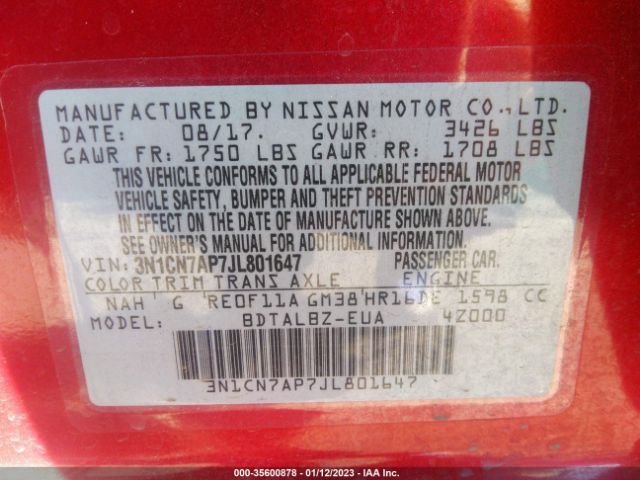 MANUFACTURED BY NISSAN MOTOR CO., LTD.
DATE: 08/17. GVWR: 3426 LBS
GAWR FR: 1750 LBS GAWR RR: 1708 LBS
THIS VEHICLE CONFORMS TO ALL APPLICABLE FEDERAL MOTOR
VEHICLE SAFETY, BUMPER AND THEFT PREVENTION STANDARDS
IN EFFECT ON THE DATE OF MANUFACTURE SHOWN ABOVE.
SEE OWNER'S MANUAL FOR ADDITIONAL INFORMATION
VIN: 3N1CN7AP7JL801647 PASSENGER CAR.
COLOR TRIM TRANS AXLE ENGINE
NAH G RE0F11A GM38 HR16DE 1598 CC
MODEL: BDTALBZ-EUA 4Z000
3N1CN7AP7JL801647
000-35600878 - 01/12/2023 - IAA Inc.